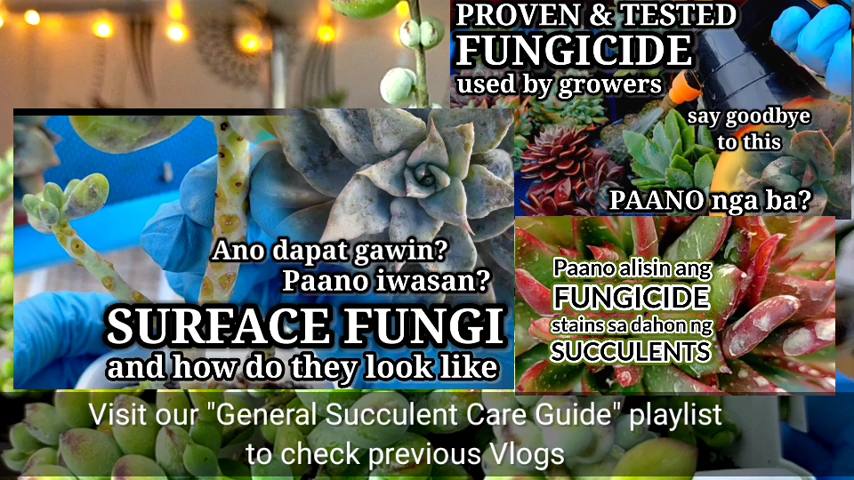 PROVEN & TESTED
FUNGICIDE
used by growers
say goodbye
to this
PAANO nga ba?
Ano dapat gawin?
Paano iwasan?
SURFACE FUNGI
and how do they look like
Paano alisin ang
FUNGICIDE
stains sa dahon ng
SUCCULENTS
Visit our "General Succulent Care Guide" playlist
to check previous Vlogs